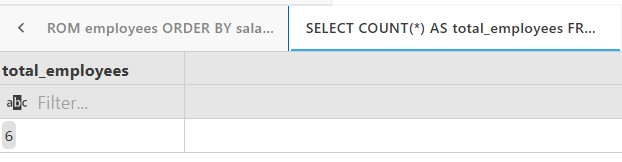 ROM employees ORDER BY sala...
SELECT COUNT(*) AS total_employees FR...
total_employees
abc Filter...
6